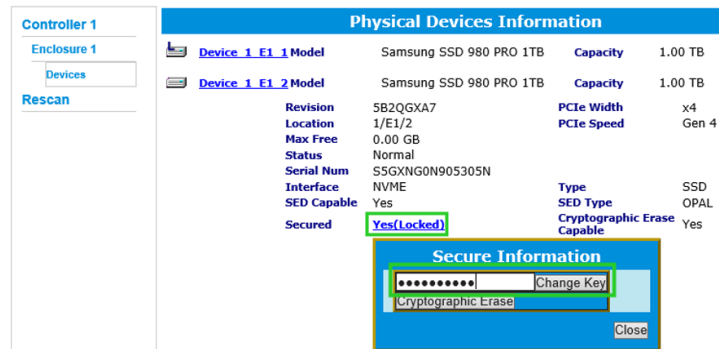 Controller 1
Enclosure 1
Devices
Rescan
Physical Devices Information
Device_1_E1_1 Model Samsung SSD 980 PRO 1TB Capacity 1.00 TB
Device_1_E1_2 Model Samsung SSD 980 PRO 1TB Capacity 1.00 TB
Revision 5B2QGXA7 PCIe Width x4
Location 1/E1/2 PCIe Speed Gen 4
Max Free 0.00 GB
Status Normal
Serial Num S5GXNG0N905305N
Interface NVME Type SSD
SED Capable Yes SED Type OPAL
Secured Yes(Locked) Cryptographic Erase Capable Yes
Secure Information
●●●●●●●●●● Change Key
Cryptographic Erase
Close